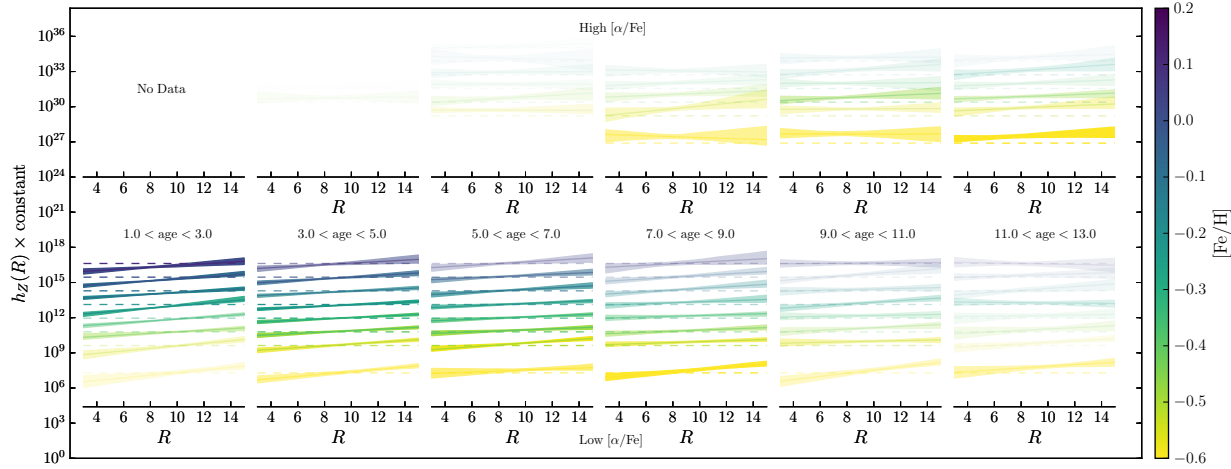 High [α/Fe]
No Data
10^36
10^33
10^30
10^27
10^24
10^21
10^18
10^15
10^12
10^9
10^6
10^3
10^0
h_Z(R) × constant
4 6 8 10 12 14 4 6 8 10 12 14 4 6 8 10 12 14 4 6 8 10 12 14 4 6 8 10 12 14 4 6 8 10 12 14
R R R R R
1.0 < age < 3.0 3.0 < age < 5.0 5.0 < age < 7.0 7.0 < age < 9.0 9.0 < age < 11.0 11.0 < age < 13.0
4 6 8 10 12 14 4 6 8 10 12 14 4 6 8 10 12 14 4 6 8 10 12 14 4 6 8 10 12 14 4 6 8 10 12 14
R R R R R R
Low [α/Fe]
0.2
0.1
0.0
−0.1
−0.2
−0.3
−0.4
−0.5
−0.6
[Fe/H]